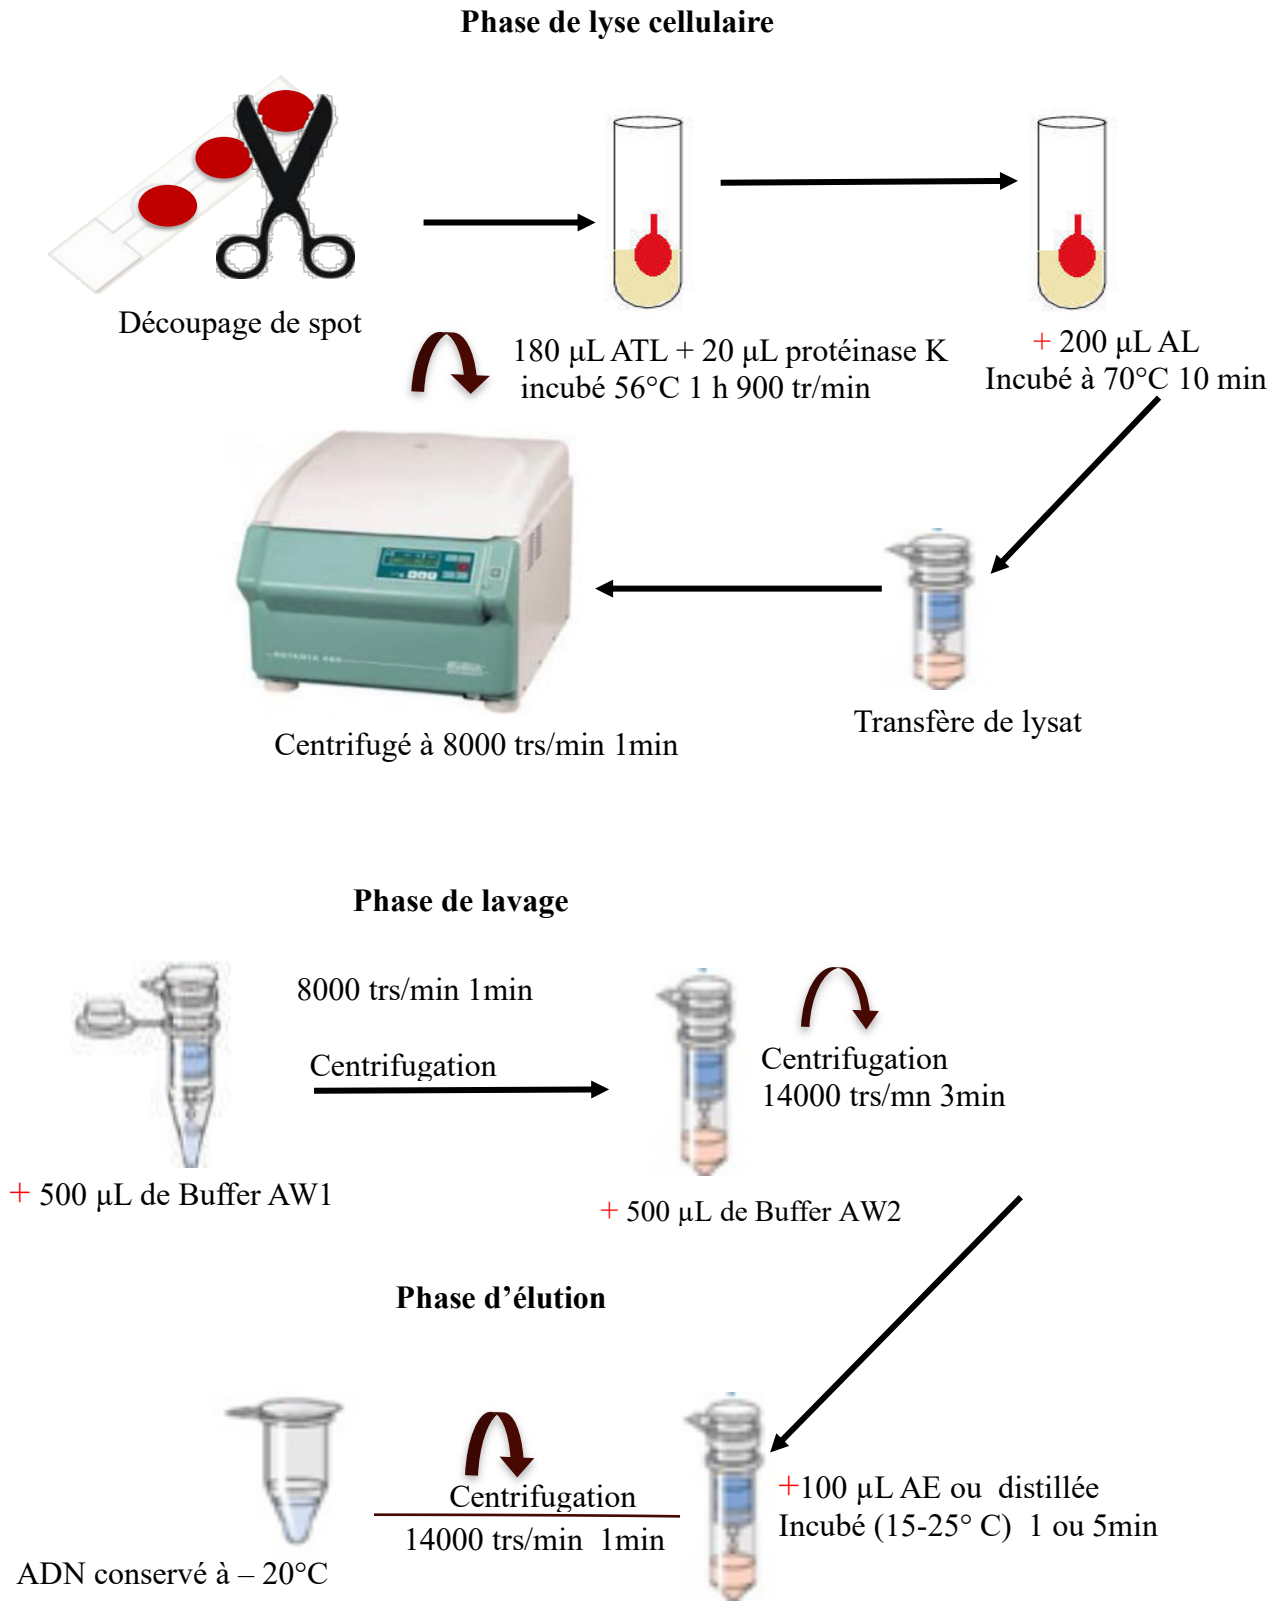 Phase de lyse cellulaire
Découpage de spot
180 µL ATL + 20 µL protéinase K
incubé 56°C 1 h 900 tr/min
+ 200 µL AL
Incubé à 70°C 10 min
Transfère de lysat
Centrifugé à 8000 trs/min 1min
Phase de lavage
8000 trs/min 1min
Centrifugation
+ 500 µL de Buffer AW1
Centrifugation
14000 trs/mn 3min
+ 500 µL de Buffer AW2
Phase d’élution
+100 µL AE ou distillée
Incubé (15-25° C) 1 ou 5min
Centrifugation
14000 trs/min 1min
ADN conservé à – 20°C